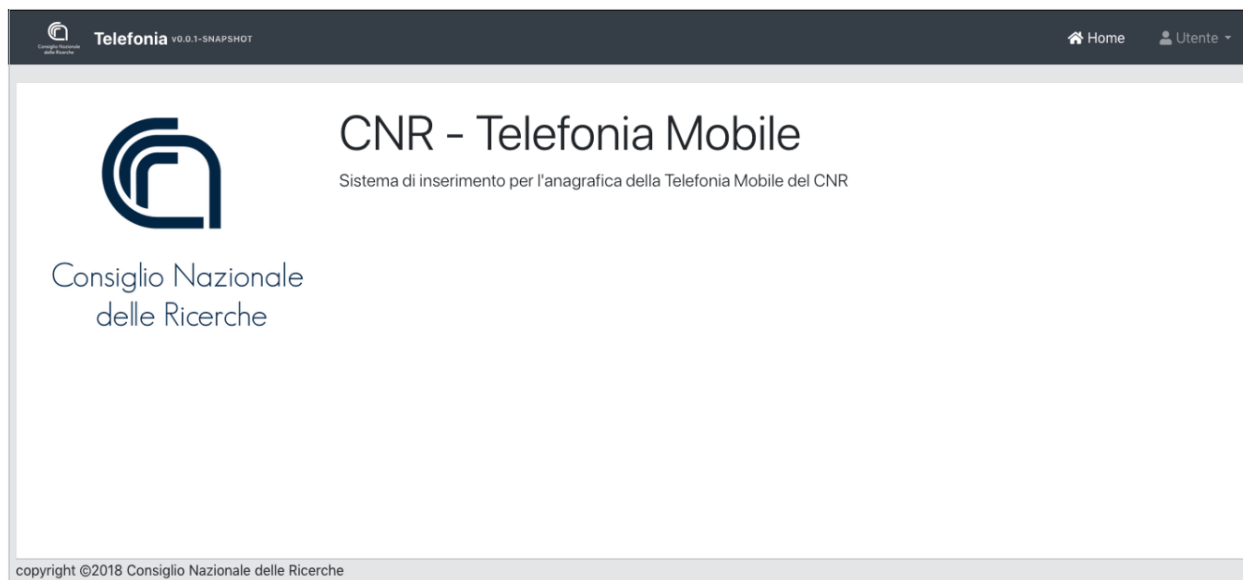 Consiglio Nazionale
delle Ricerche
Telefonia v0.0.1-SNAPSHOT
Home
Utente
CNR - Telefonia Mobile
Sistema di inserimento per l'anagrafica della Telefonia Mobile del CNR
Consiglio Nazionale
delle Ricerche
copyright ©2018 Consiglio Nazionale delle Ricerche